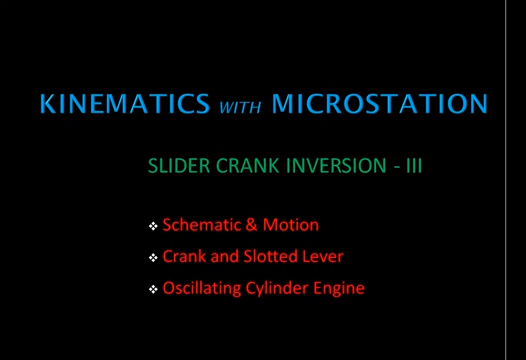 KINEMATICS WITH MICROSTATION
SLIDER CRANK INVERSION - III
❖ Schematic & Motion
❖ Crank and Slotted Lever
❖ Oscillating Cylinder Engine